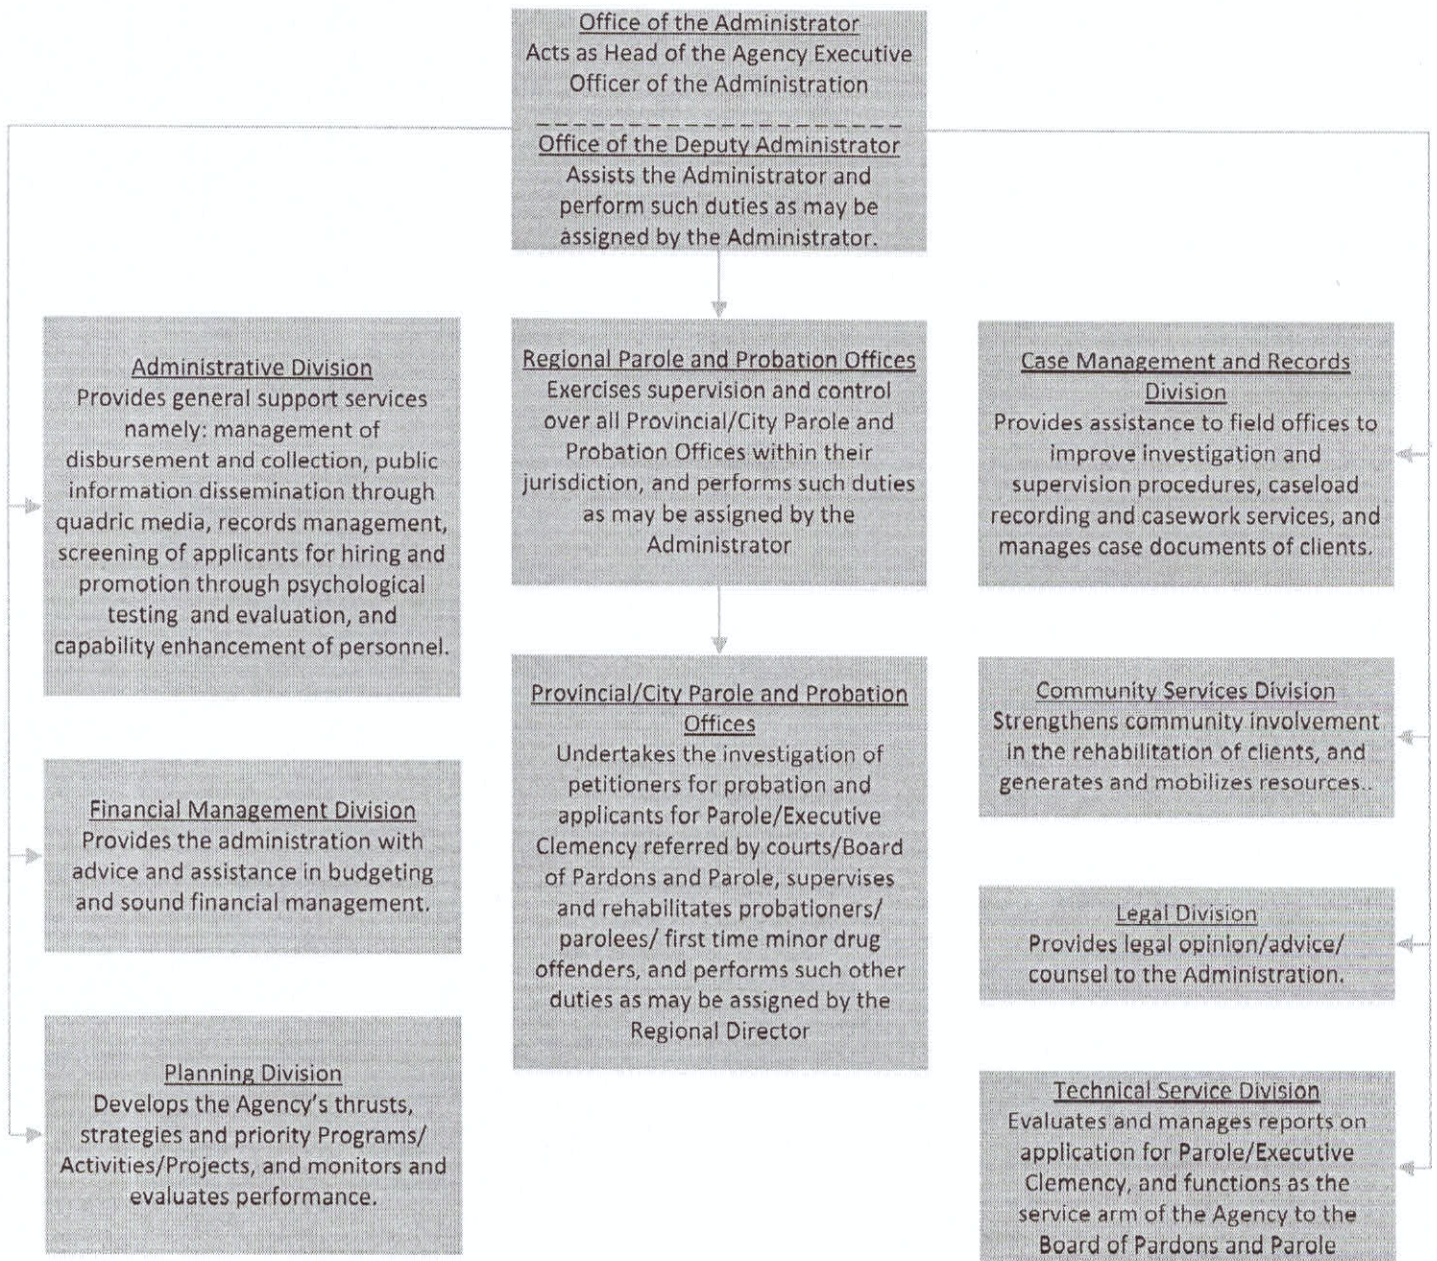 Office of the Administrator
Acts as Head of the Agency Executive
Officer of the Administration
Office of the Deputy Administrator
Assists the Administrator and
perform such duties as may be
assigned by the Administrator.
Administrative Division
Provides general support services
namely: management of
disbursement and collection, public
information dissemination through
quadric media, records management,
screening of applicants for hiring and
promotion through psychological
testing and evaluation, and
capability enhancement of personnel.
Financial Management Division
Provides the administration with
advice and assistance in budgeting
and sound financial management.
Planning Division
Develops the Agency's thrusts,
strategies and priority Programs/
Activities/Projects, and monitors and
evaluates performance.
Regional Parole and Probation Offices
Exercises supervision and control
over all Provincial/City Parole and
Probation Offices within their
jurisdiction, and performs such duties
as may be assigned by the
Administrator
Provincial/City Parole and Probation
Offices
Undertakes the investigation of
petitioners for probation and
applicants for Parole/Executive
Clemency referred by courts/Board
of Pardons and Parole, supervises
and rehabilitates probationers/
parolees/ first time minor drug
offenders, and performs such other
duties as may be assigned by the
Regional Director
Case Management and Records
Division
Provides assistance to field offices to
improve investigation and
supervision procedures, caseload
recording and casework services, and
manages case documents of clients.
Community Services Division
Strengthens community involvement
in the rehabilitation of clients, and
generates and mobilizes resources..
Legal Division
Provides legal opinion/advice/
counsel to the Administration.
Technical Service Division
Evaluates and manages reports on
application for Parole/Executive
Clemency, and functions as the
service arm of the Agency to the
Board of Pardons and Parole